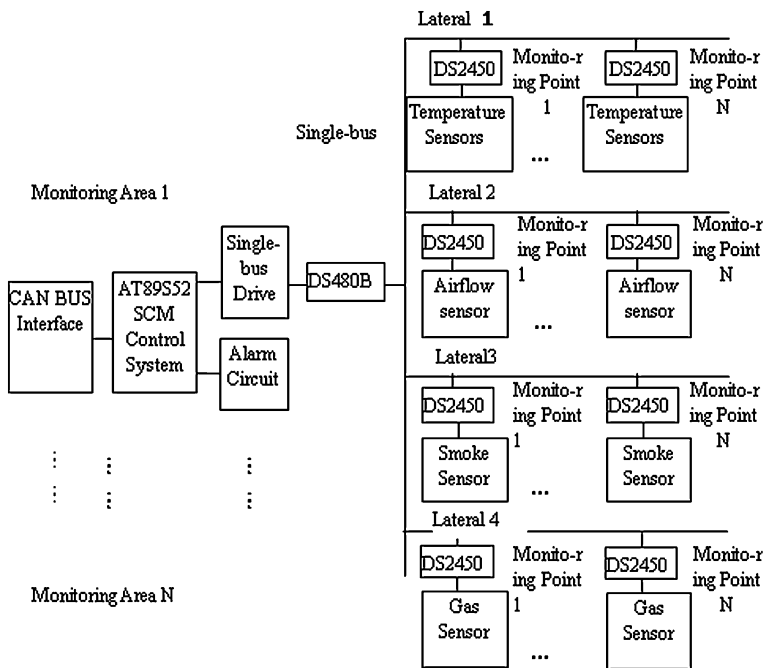 Lateral 1
DS2450
Monito-r
ing Point
1
DS2450
Monito-r
ing Point
N
Temperature
Sensors
...
Temperature
Sensors
Single-bus
Monitoring Area 1
Lateral 2
DS2450
Monito-r
ing Point
1
DS2450
Monito-r
ing Point
N
Airflow
sensor
...
Airflow
sensor
Single-
bus
Drive
DS480B
CAN BUS
Interface
AT89S52
SCM
Control
System
Alarm
Circuit
Lateral3
DS2450
Monito-r
ing Point
1
DS2450
Monito-r
ing Point
N
Smoke
Sensor
...
Smoke
Sensor
Lateral 4
DS2450
Monito-r
ing Point
1
DS2450
Monito-r
ing Point
N
Gas
Sensor
...
Gas
Sensor
Monitoring Area N